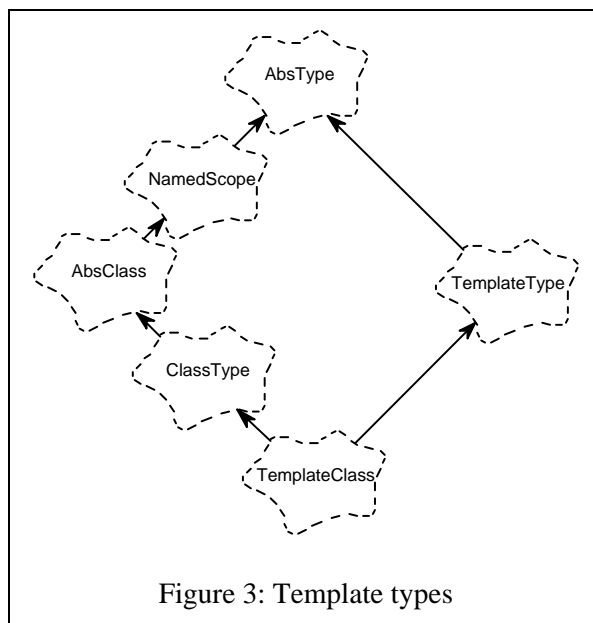 AbsType
NamedScope
AbsClass
TemplateType
ClassType
TemplateClass
Figure 3: Template types